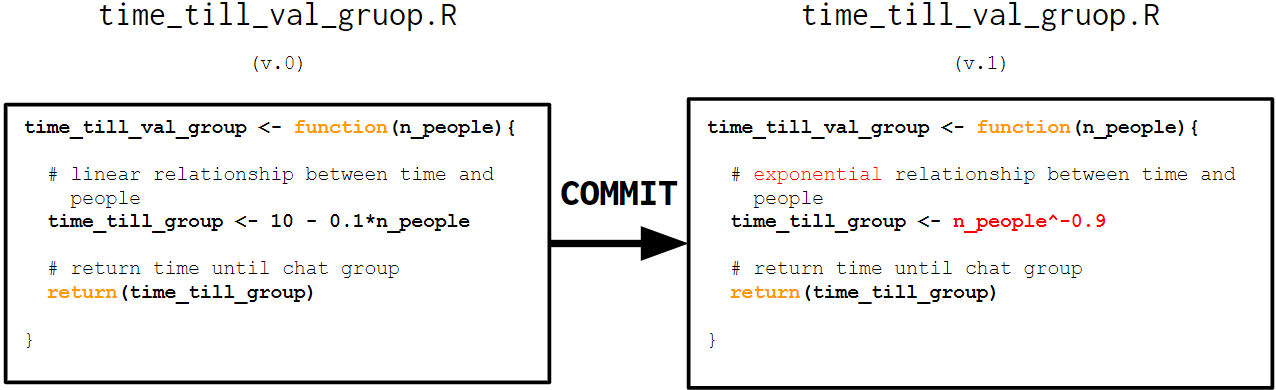 time_till_val_gruop.R
(v.0)
time_till_val_group <- function(n_people){
# linear relationship between time and
people
time_till_group <- 10 - 0.1*n_people
# return time until chat group
return(time_till_group)
}
COMMIT
time_till_val_gruop.R
(v.1)
time_till_val_group <- function(n_people){
# exponential relationship between time and
people
time_till_group <- n_people^-0.9
# return time until chat group
return(time_till_group)
}